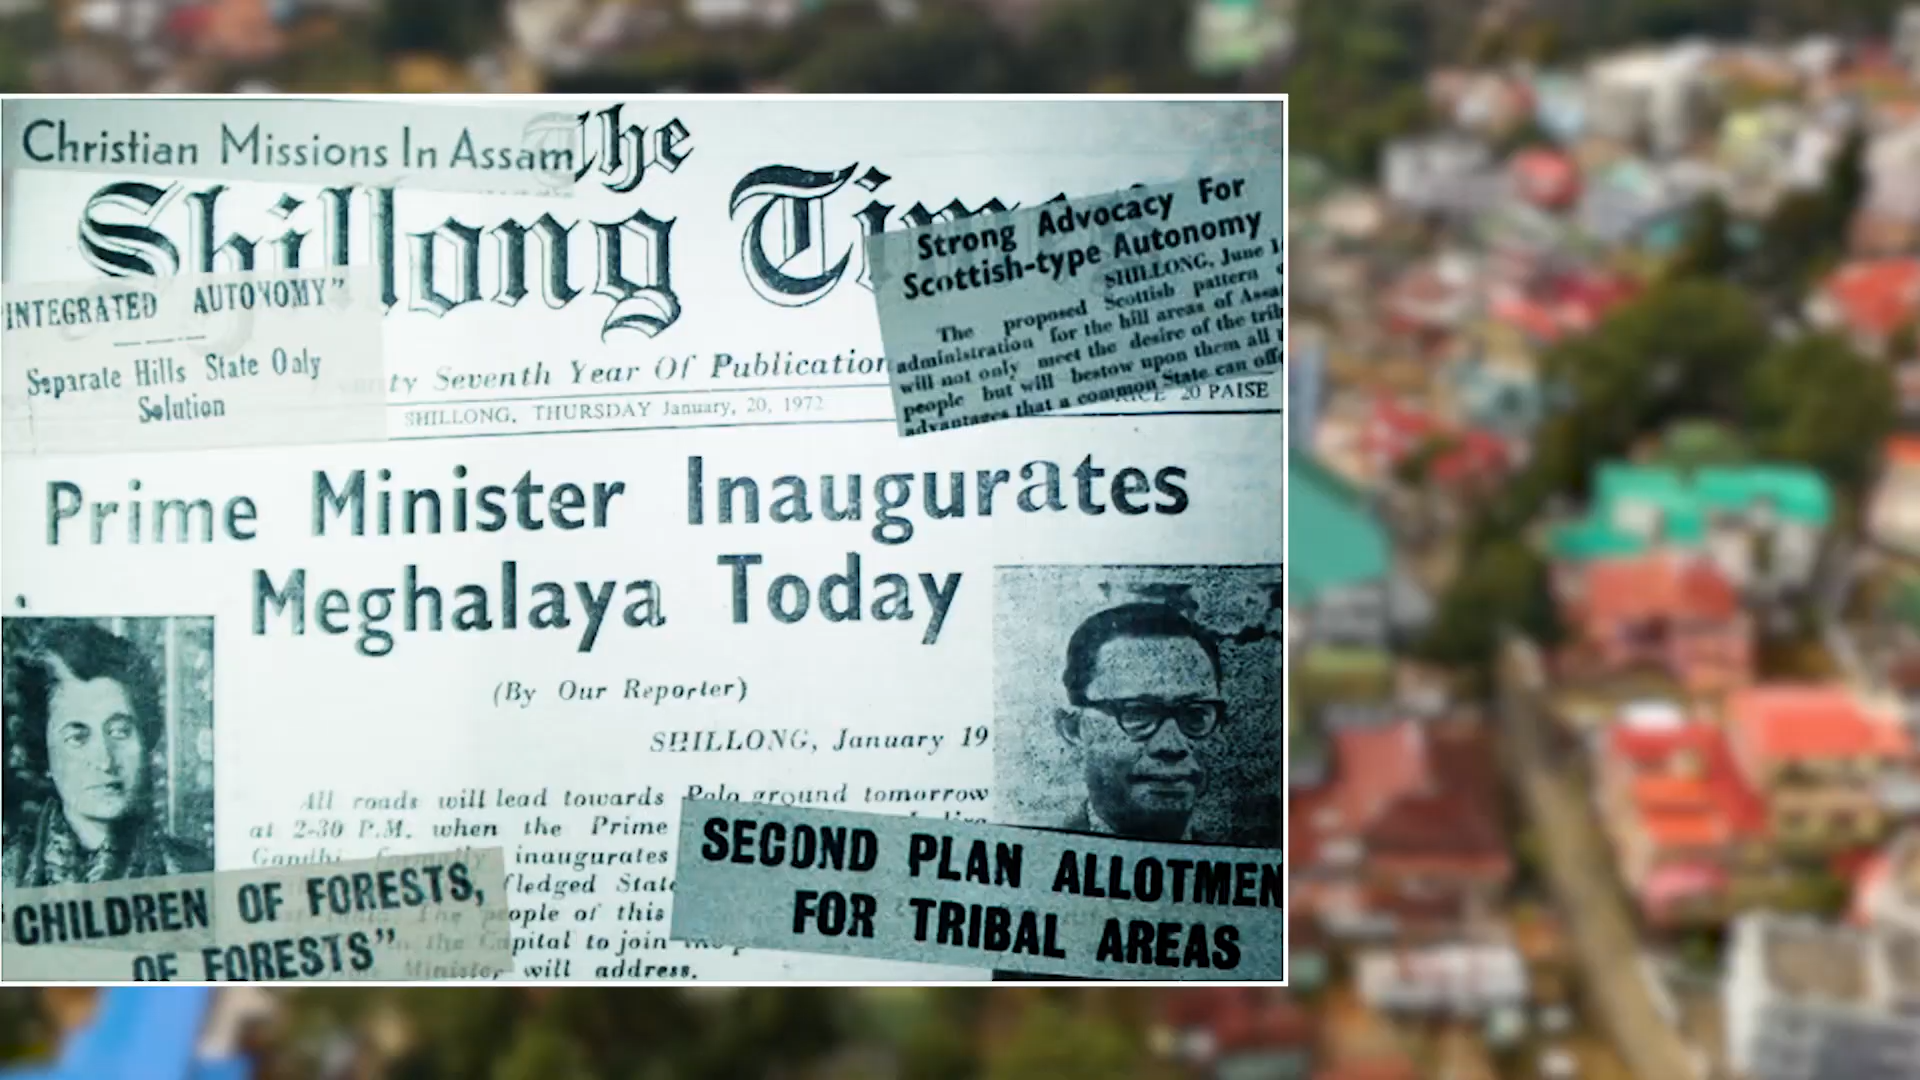 Christian Missions In Assam
The
Shillong
Seventh Year Of Publication
SHILLONG, THURSDAY January, 20, 1972
20 PAISE
INTEGRATED AUTONOMY"
Separate Hills State Oaly
Solution
Strong Advocacy For
Scottish-type Autonomy
SHILLONG, June
The proposed Scottish pattern
administration for the hill areas of
will not only meet the desire of the
people but will bestow upon them all
advantages that a common State can
Prime Minister Inaugurates
Meghalaya Today
(By Our Reporter)
SHILLONG, January 19
All roads will lead towards Polo ground tomorrow
at 2-30 P.M. when the Prime
Gandhi formally inaugurates
fledged State
people of this
the Capital to join
Minister will address.
CHILDREN OF FORESTS,
OF FORESTS"
SECOND PLAN ALLOTMEN
FOR TRIBAL AREAS